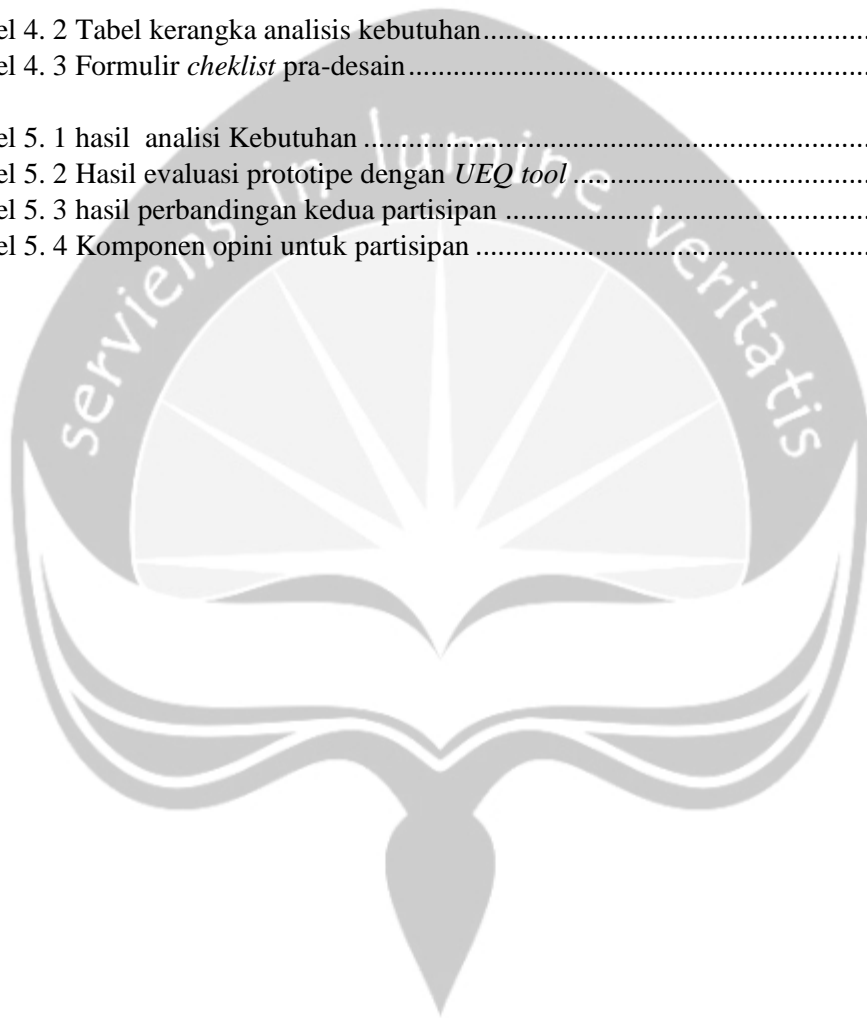 el 4. 2 Tabel kerangka analisis kebutuhan....................................................
el 4. 3 Formulir cheklist pra-desain................................................................
el 5. 1 hasil  analisi Kebutuhan ......................................................................
el 5. 2 Hasil evaluasi prototipe dengan UEQ tool ........................................
el 5. 3 hasil perbandingan kedua partisipan ..................................................
el 5. 4 Komponen opini untuk partisipan ......................................................
serviens in lumine veritatis